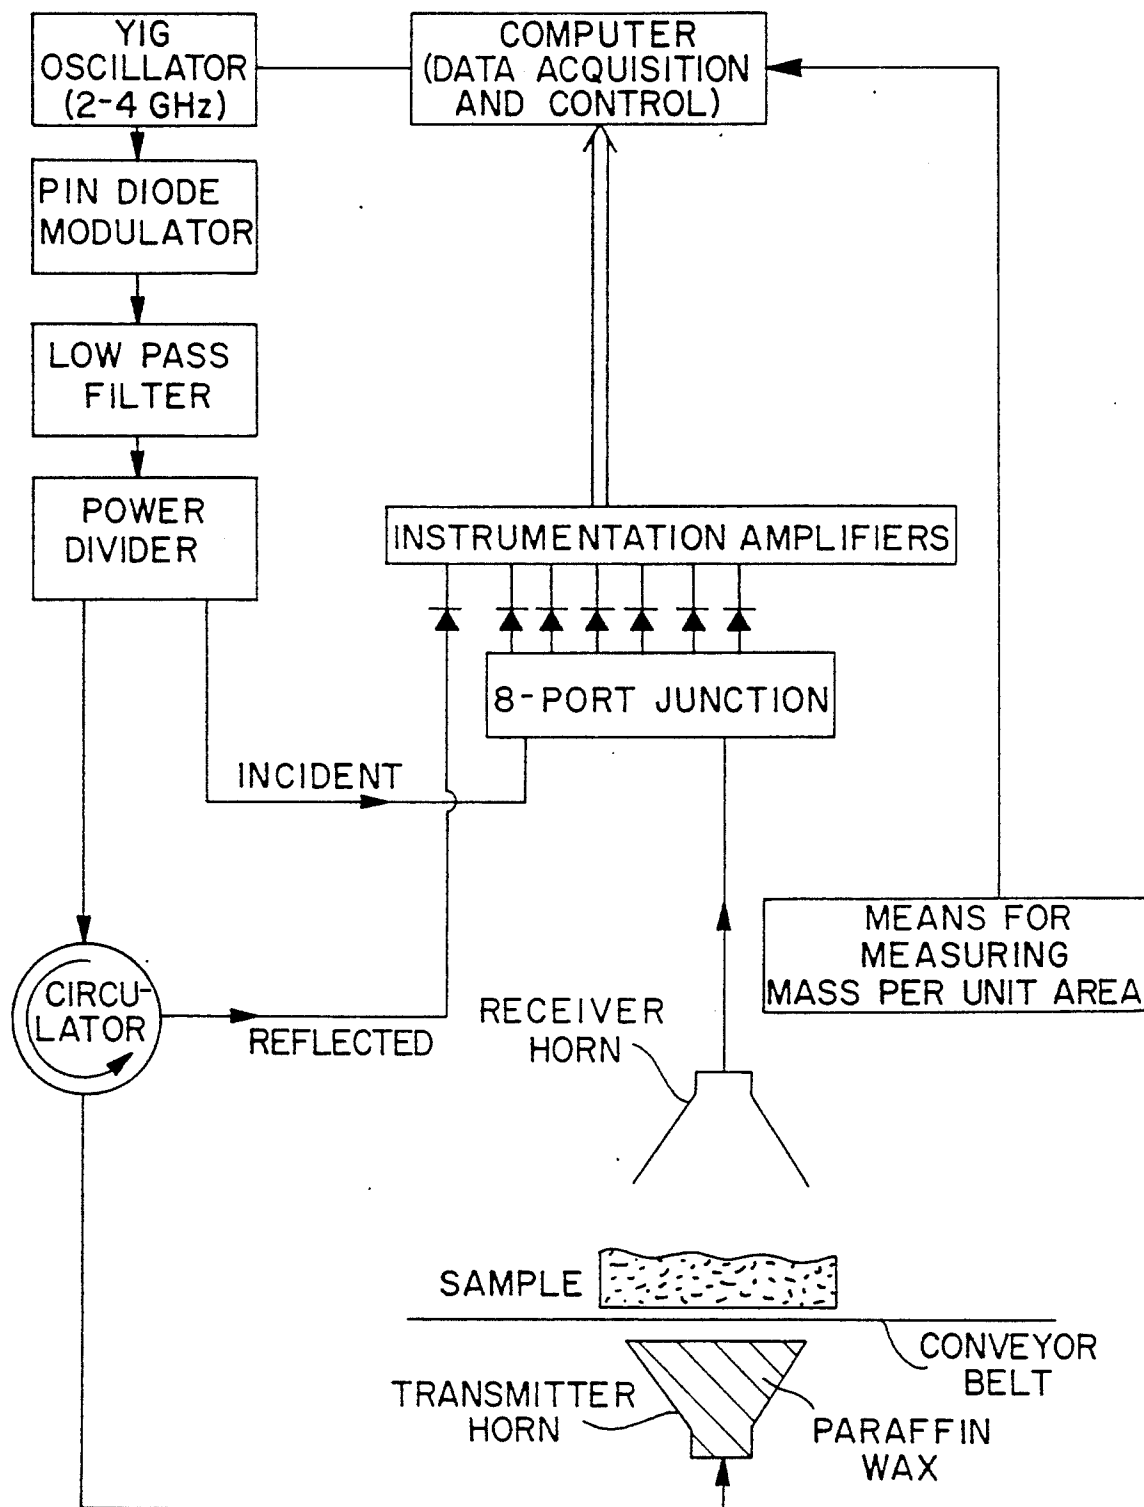 YIG
OSCILLATOR
(2-4 GHz)
COMPUTER
(DATA ACQUISITION
AND CONTROL)
PIN DIODE
MODULATOR
LOW PASS
FILTER
POWER
DIVIDER
INSTRUMENTATION AMPLIFIERS
8-PORT JUNCTION
INCIDENT
MEANS FOR
MEASURING
MASS PER UNIT AREA
CIRCU-
LATOR
REFLECTED
RECEIVER
HORN
SAMPLE
CONVEYOR
BELT
TRANSMITTER
HORN
PARAFFIN
WAX